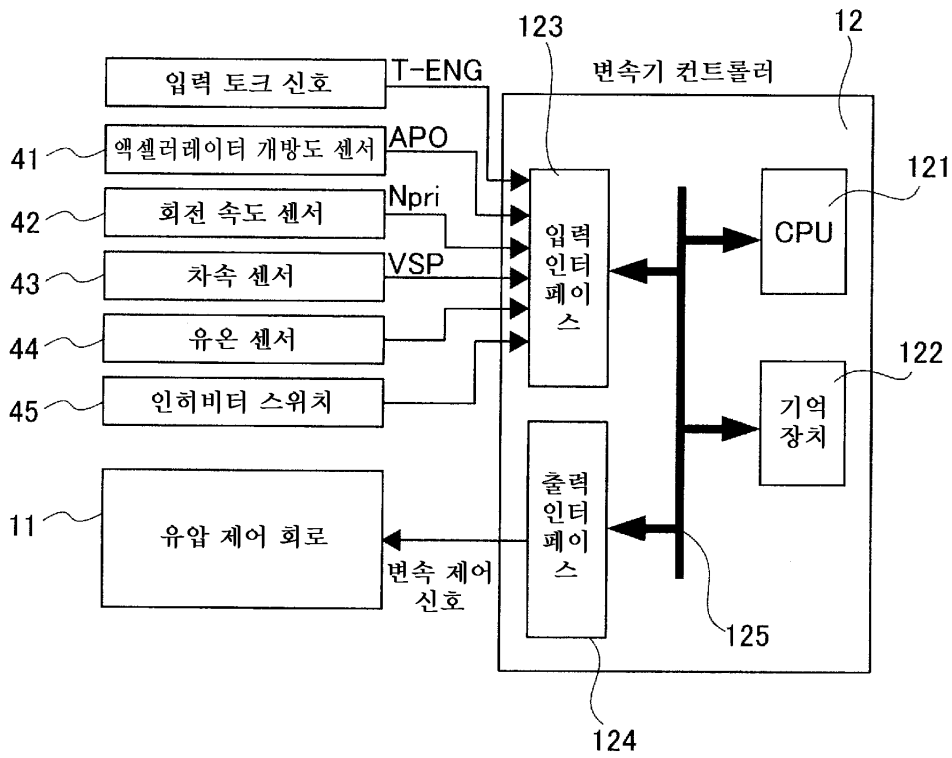 123
12
변속기 컨트롤러
입력 토크 신호
T-ENG
41
액셀러레이터 개방도 센서
APO
42
회전 속도 센서
Npri
43
차속 센서
VSP
44
유온 센서
45
인허비터 스위치
입력
인터
페이
스
121
CPU
122
기억
장치
11
유압 제어 회로
변속 제어
신호
출력
인터
페이
스
125
124